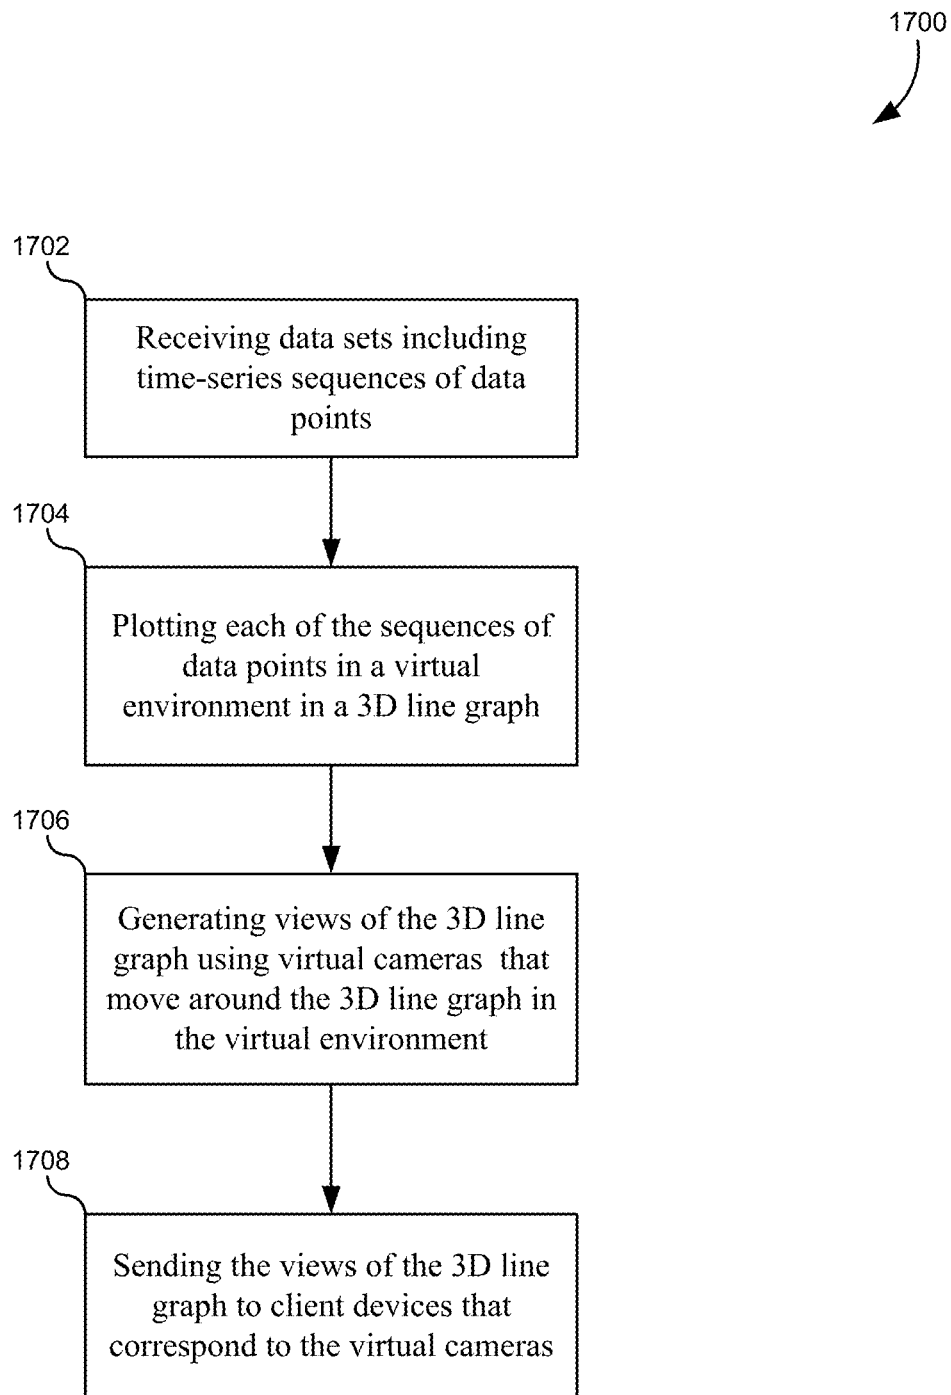 1700
1702
Receiving data sets including
time-series sequences of data
points
1704
Plotting each of the sequences of
data points in a virtual
environment in a 3D line graph
1706
Generating views of the 3D line
graph using virtual cameras that
move around the 3D line graph in
the virtual environment
1708
Sending the views of the 3D line
graph to client devices that
correspond to the virtual cameras